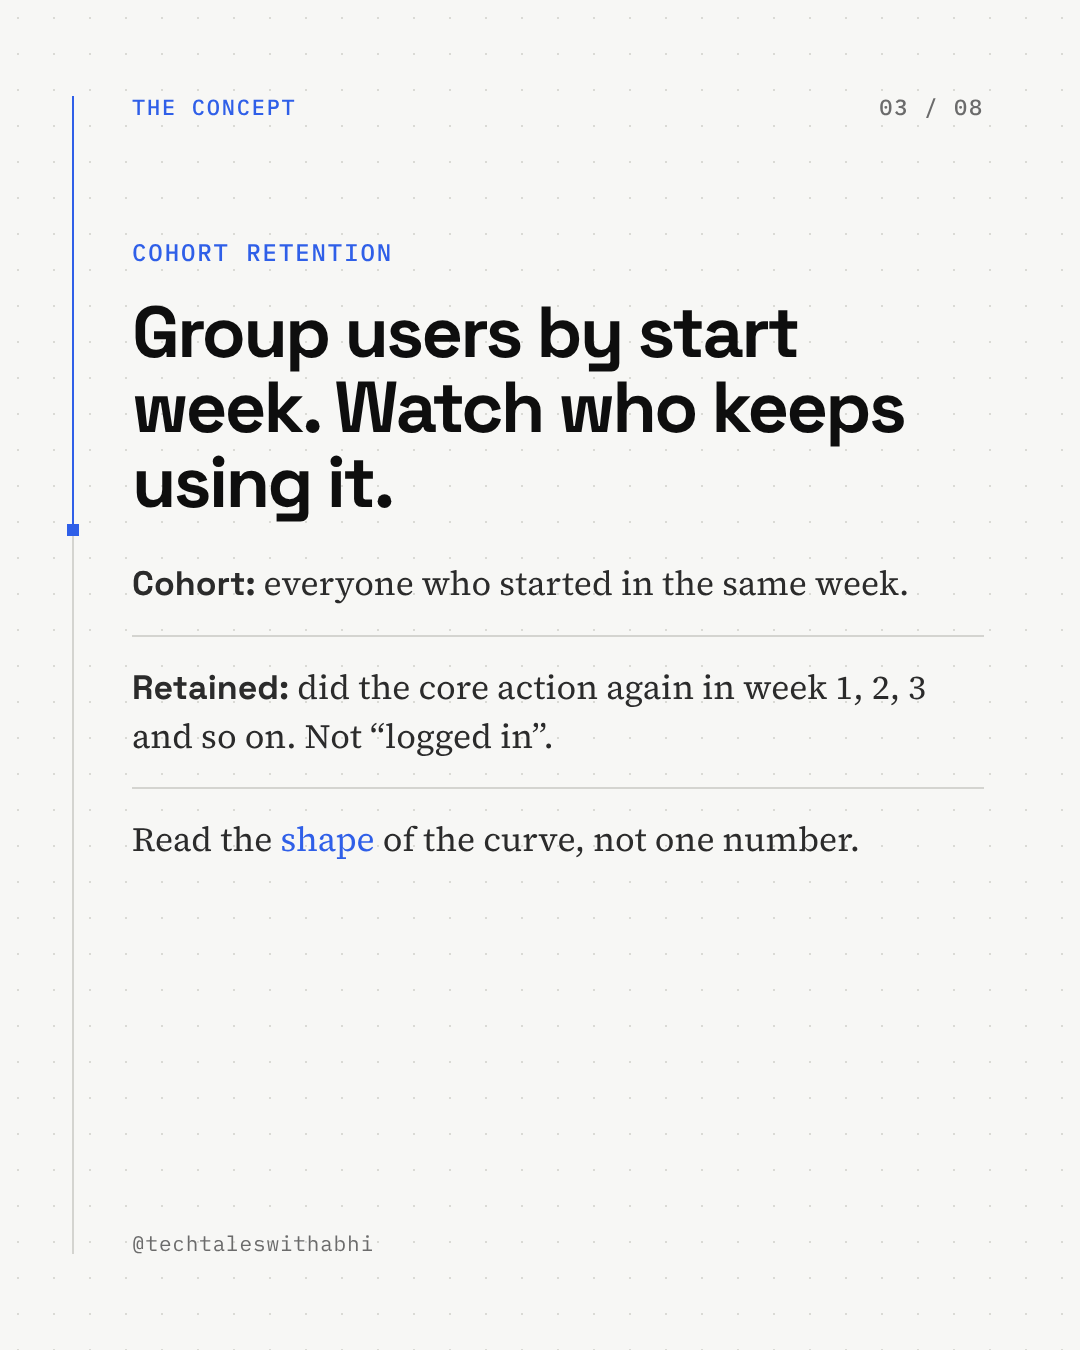 THE CONCEPT
03 / 08
COHORT RETENTION
Group users by start
week. Watch who keeps
using it.
Cohort: everyone who started in the same week.
Retained: did the core action again in week 1, 2, 3
and so on. Not “logged in”.
Read the shape of the curve, not one number.
@techtaleswithabhi